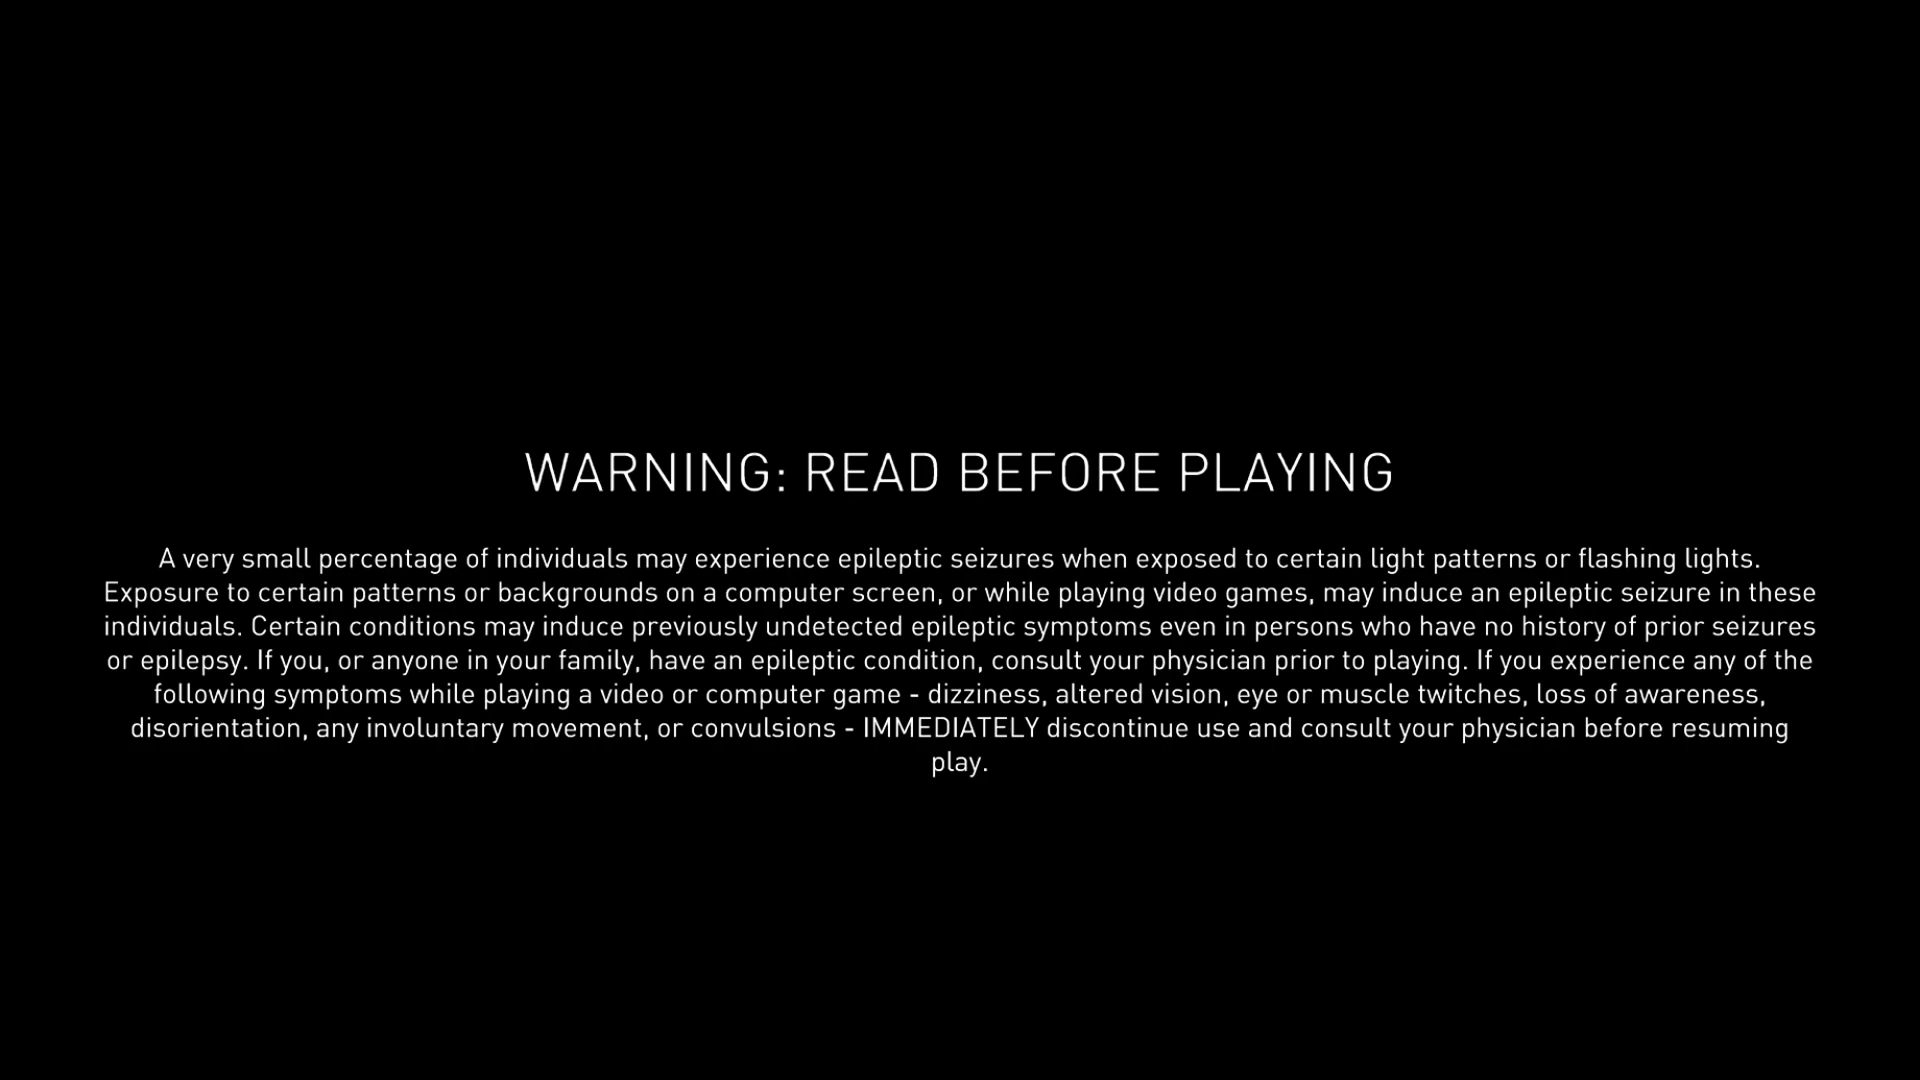 WARNING: READ BEFORE PLAYING
A very small percentage of individuals may experience epileptic seizures when exposed to certain light patterns or flashing lights.
Exposure to certain patterns or backgrounds on a computer screen, or while playing video games, may induce an epileptic seizure in these
individuals. Certain conditions may induce previously undetected epileptic symptoms even in persons who have no history of prior seizures
or epilepsy. If you, or anyone in your family, have an epileptic condition, consult your physician prior to playing. If you experience any of the
following symptoms while playing a video or computer game - dizziness, altered vision, eye or muscle twitches, loss of awareness,
disorientation, any involuntary movement, or convulsions - IMMEDIATELY discontinue use and consult your physician before resuming
play.